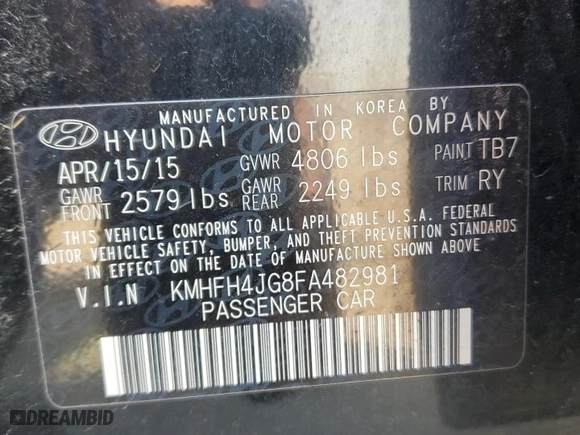 MANUFACTURED IN KOREA BY
HYUNDAI MOTOR COMPANY
APR/15/15 GVWR 4806 lbs PAINT TB7
GAWR FRONT 2579 lbs GAWR REAR 2249 lbs TRIM RY
THIS VEHICLE CONFORMS TO ALL APPLICABLE U.S.A. FEDERAL
MOTOR VEHICLE SAFETY, BUMPER, AND THEFT PREVENTION STANDARDS
IN EFFECT ON THE DATE OF MANUFACTURE SHOWN ABOVE
V.I.N KMHFH4JG8FA482981
PASSENGER CAR
DREAMBID